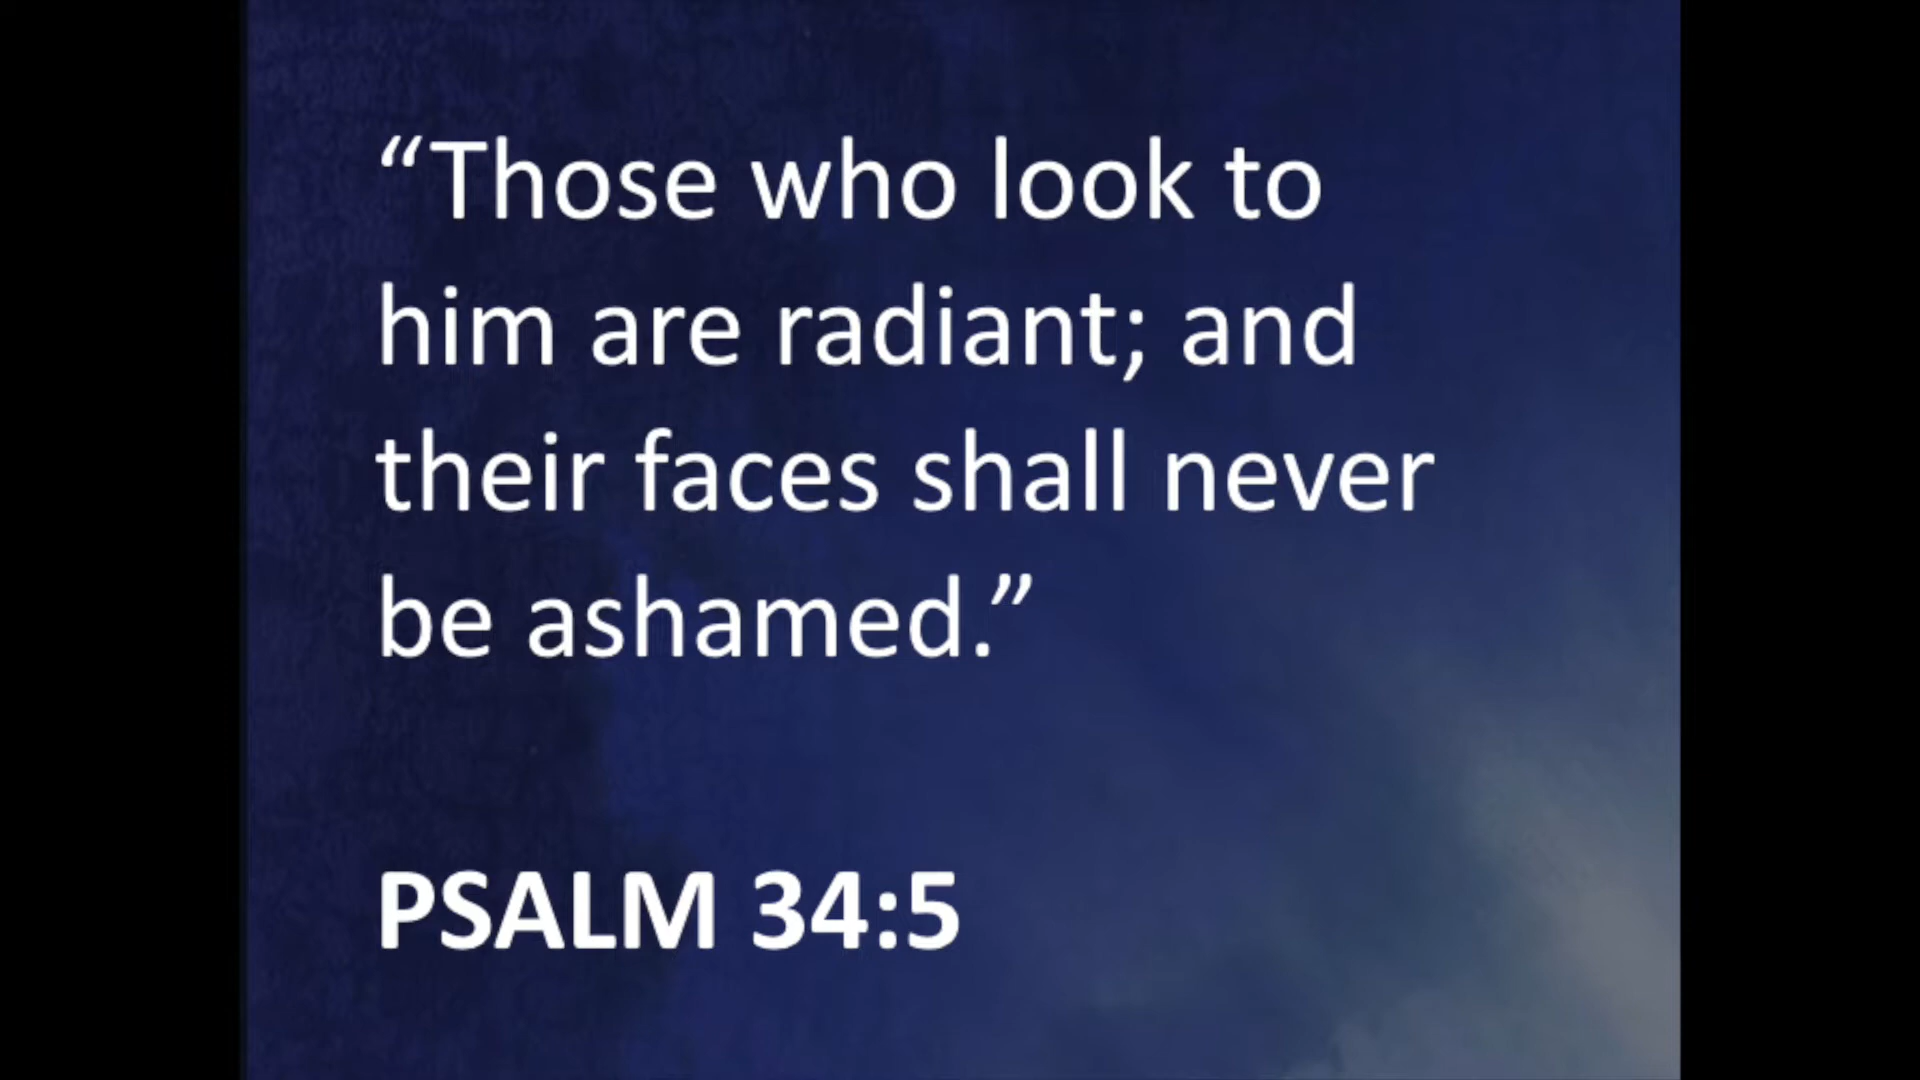 “Those who look to
him are radiant; and
their faces shall never
be ashamed.”
PSALM 34:5